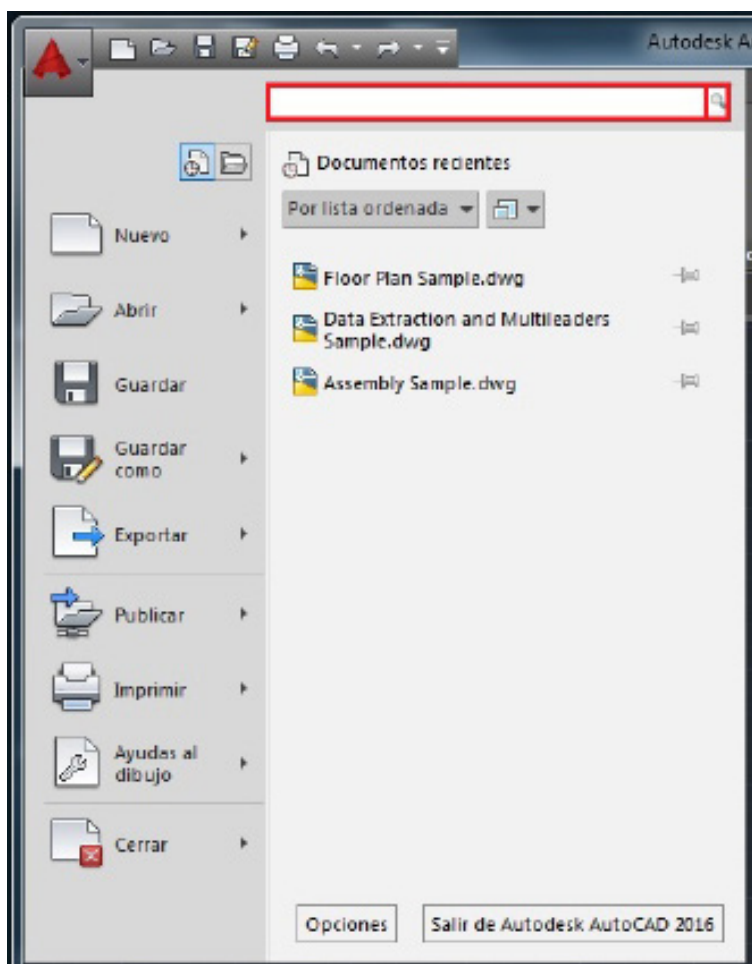 Autodesk A
Documentos recientes
Por lista ordenada
Nuevo
Floor Plan Sample.dwg
Abrir
Data Extraction and Multileaders
Sample.dwg
Guardar
Assembly Sample.dwg
Guardar
como
Exportar
Publicar
Imprimir
Ayudas al
dibujo
Cerrar
Opciones
Salir de Autodesk AutoCAD 2016